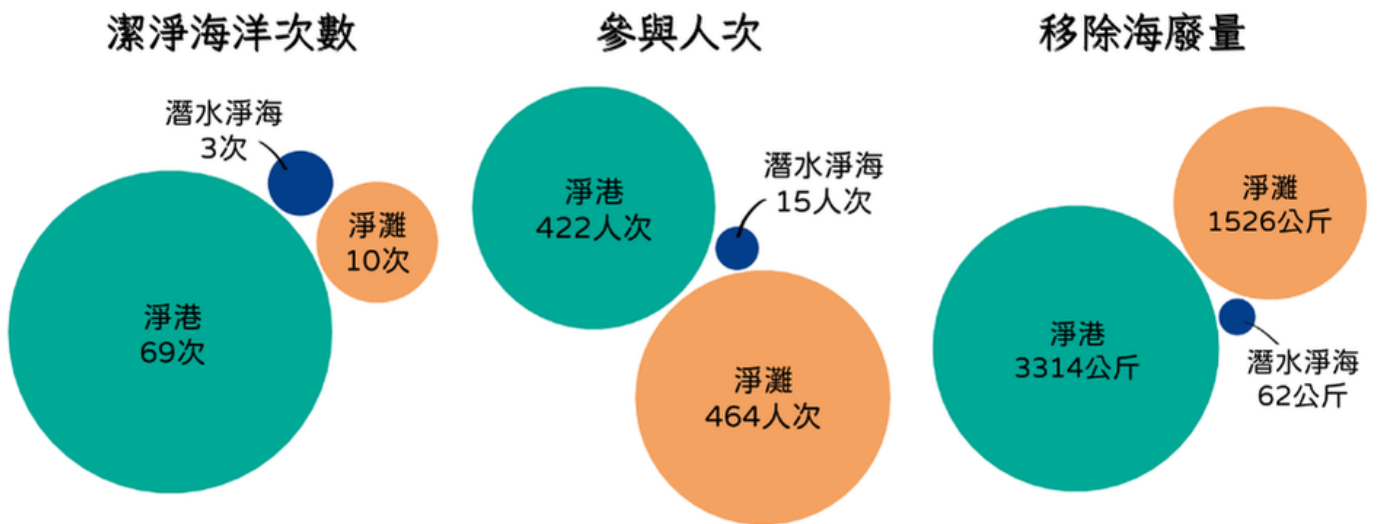 潔淨海洋次數
潛水淨海
3次
淨灘
10次
淨港
69次
參與人次
淨港
422人次
潛水淨海
15人次
淨灘
464人次
移除海廢量
淨灘
1526公斤
淨港
3314公斤
潛水淨海
62公斤